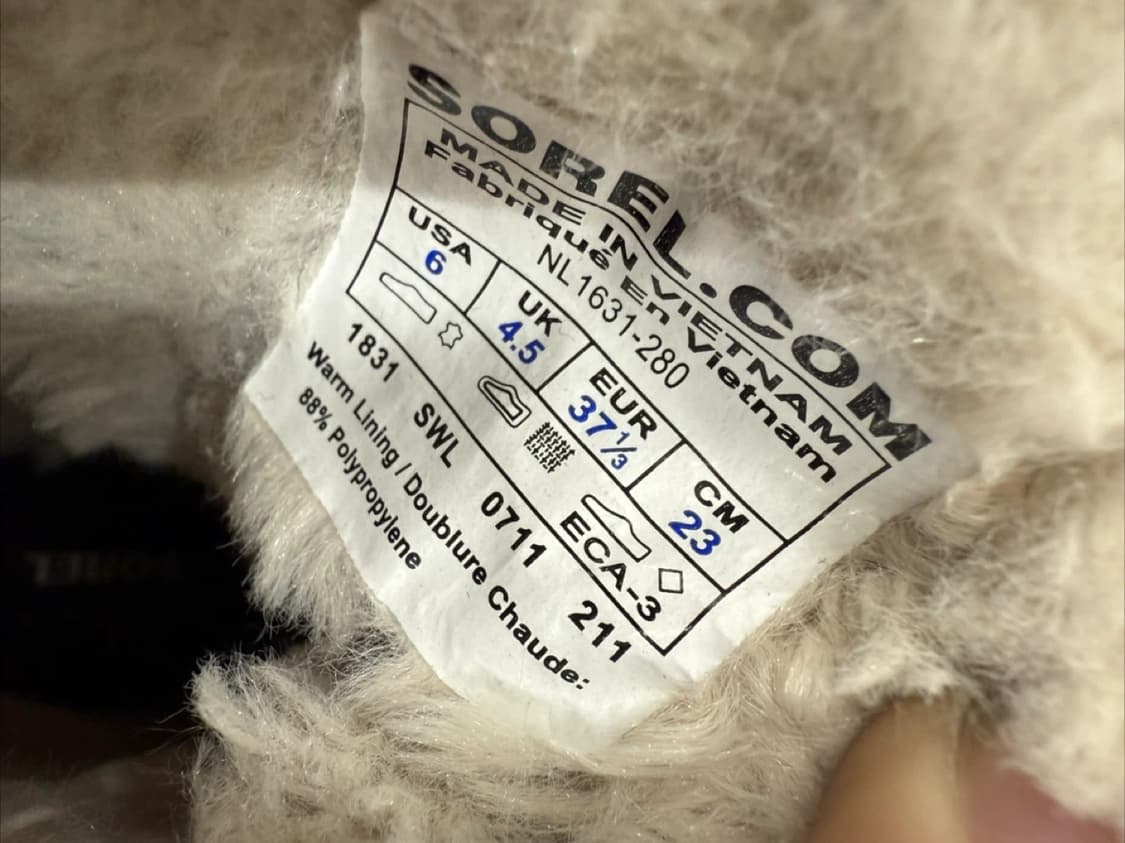 SOREL.COM
MADE IN VIETNAM
Fabriqué En Vietnam
NL1631-280
USA UK EUR CM
6 4.5 37⅓ 23
ECA-3
1831 SWL 0711 211
Warm Lining / Doublure Chaude:
88% Polypropylene